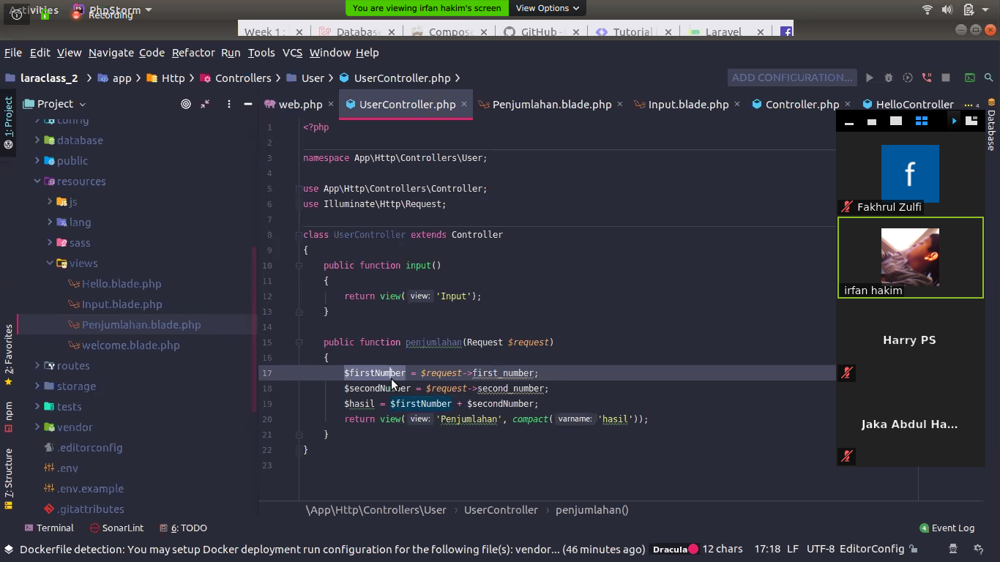 Activities
PhpStorm
Recording
You are viewing irfan hakim's screen
View Options
Week 1:
Databas
Compos
GitHub-
Tutorial
Laravel
File Edit View Navigate Code Refactor Run Tools VCS Window Help
laraclass_2 app Http Controllers User UserController.php
ADD CONFIGURATION...
Project
web.php UserController.php Penjumlahan.blade.php Input.blade.php Controller.php HelloController
1: Project
2: Favorites
npm
7: Structure
Database
config
database
public
resources
js
lang
sass
views
Hello.blade.php
Input.blade.php
Penjumlahan.blade.php
welcome.blade.php
routes
storage
tests
vendor
.editorconfig
.env
.env.example
.gitattributes
1 <?php
2
3 namespace App\Http\Controllers\User;
4
5 use App\Http\Controllers\Controller;
6 use Illuminate\Http\Request;
7
8 class UserController extends Controller
9 {
10 public function input()
11 {
12 return view( view: 'Input');
13 }
14
15 public function penjumlahan(Request $request)
16 {
17 $firstNumber = $request->first_number;
18 $secondNumber = $request->second_number;
19 $hasil = $firstNumber + $secondNumber;
20 return view( view: 'Penjumlahan', compact( varname: 'hasil'));
21 }
22 }
23
Fakhrul Zulfi
irfan hakim
Harry PS
Jaka Abdul Ha...
\App\Http\Controllers\User UserController penjumlahan()
Terminal SonarLint 6: TODO
4 Event Log
Dockerfile detection: You may setup Docker deployment run configuration for the following file(s): vendor... (46 minutes ago) Dracula 12 chars 17:18 LF UTF-8 EditorConfig